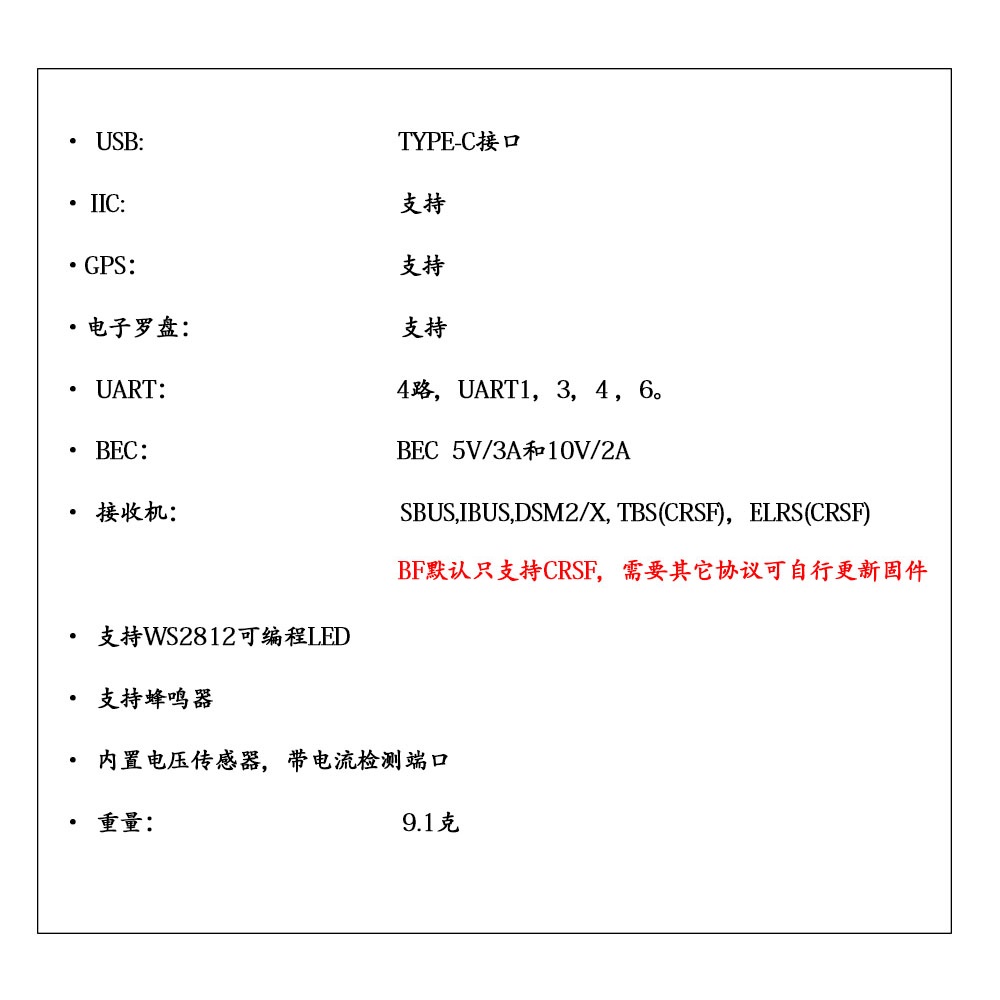 • USB: TYPE-C接口
• IIC: 支持
• GPS： 支持
• 电子罗盘： 支持
• UART： 4路，UART1，3，4，6。
• BEC： BEC 5V/3A和10V/2A
• 接收机： SBUS,IBUS,DSM2/X, TBS(CRSF)，ELRS(CRSF)
BF默认只支持CRSF，需要其它协议可自行更新固件
• 支持WS2812可编程LED
• 支持蜂鸣器
• 内置电压传感器，带电流检测端口
• 重量： 9.1克